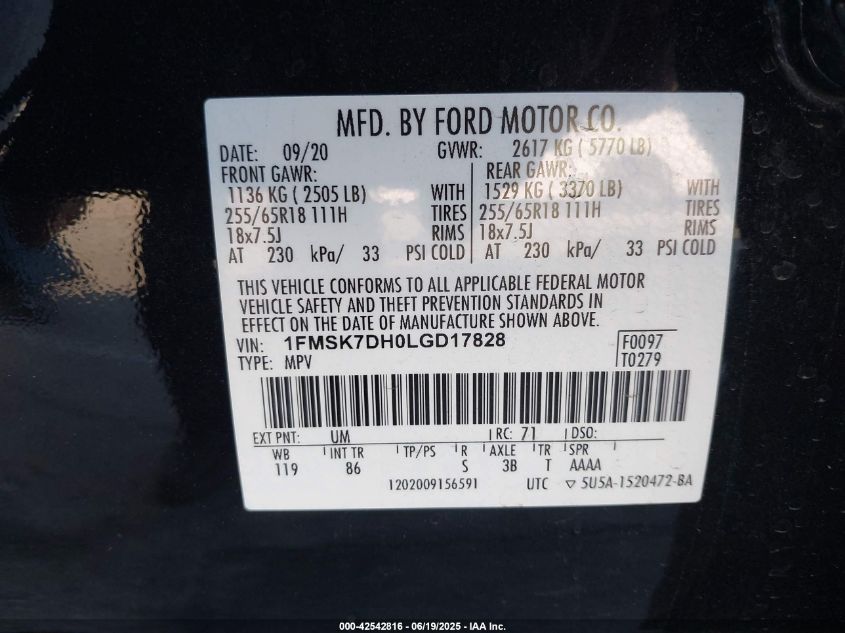 MFD. BY FORD MOTOR CO.
DATE: 09/20 GVWR: 2617 KG ( 5770 LB)
FRONT GAWR: REAR GAWR:
1136 KG ( 2505 LB) WITH 1529 KG ( 3370 LB) WITH
255/65R18 111H TIRES 255/65R18 111H TIRES
18x7.5J RIMS 18x7.5J RIMS
AT 230 kPa/ 33 PSI COLD AT 230 kPa/ 33 PSI COLD
THIS VEHICLE CONFORMS TO ALL APPLICABLE FEDERAL MOTOR
VEHICLE SAFETY AND THEFT PREVENTION STANDARDS IN
EFFECT ON THE DATE OF MANUFACTURE SHOWN ABOVE.
VIN: 1FMSK7DH0LGD17828 F0097
TYPE: MPV T0279
EXT PNT: UM RC: 71 DSO:
WB INT TR TP/PS R AXLE TR SPR
119 86 S 3B T AAAA
1202009156591 UTC ▽ 5U5A-1520472-BA
000-42542816 - 06/19/2025 - IAA Inc.